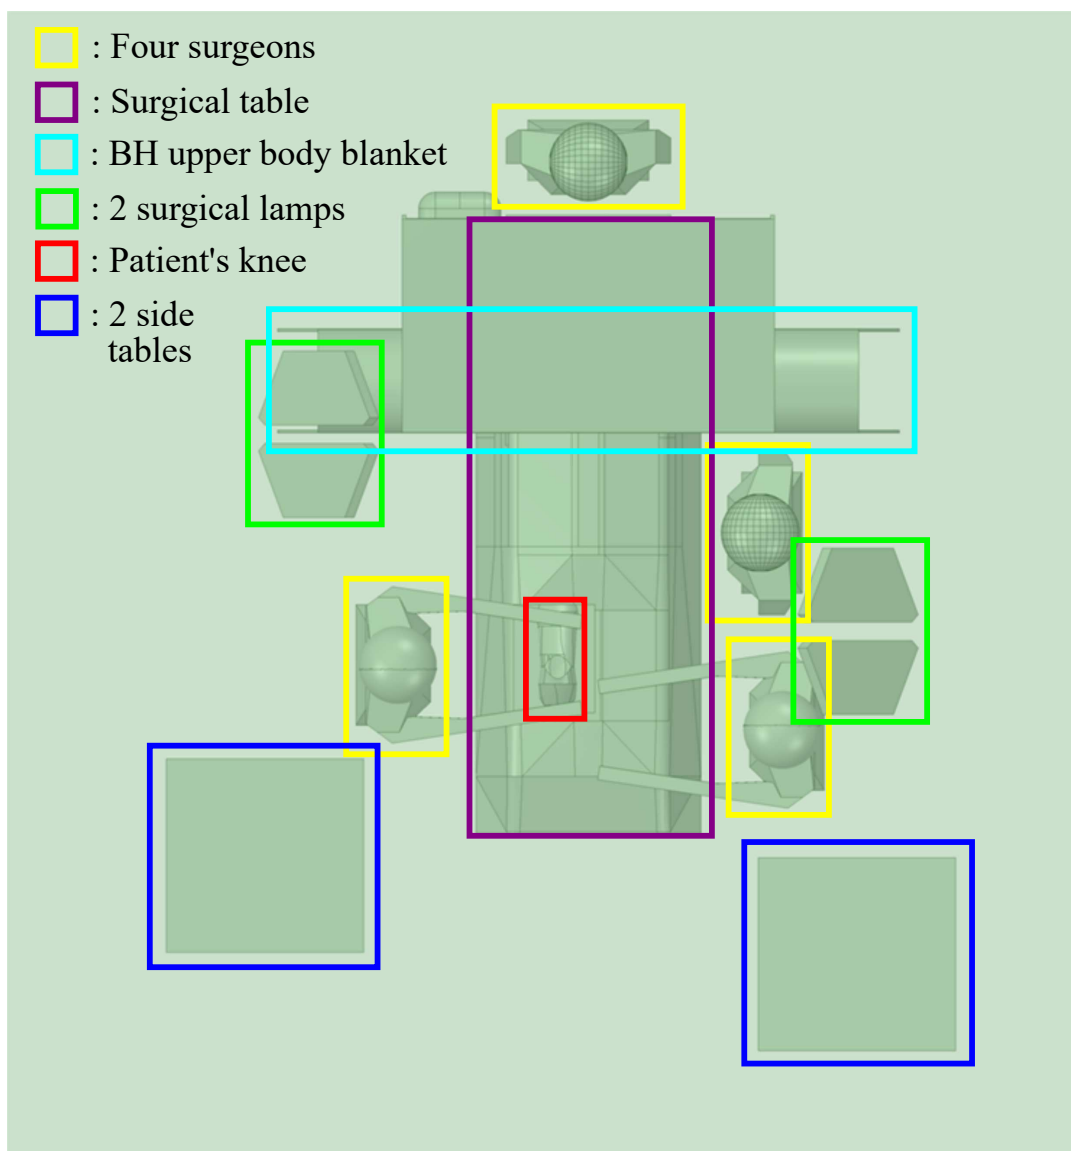 : Four surgeons
: Surgical table
: BH upper body blanket
: 2 surgical lamps
: Patient's knee
: 2 side
tables